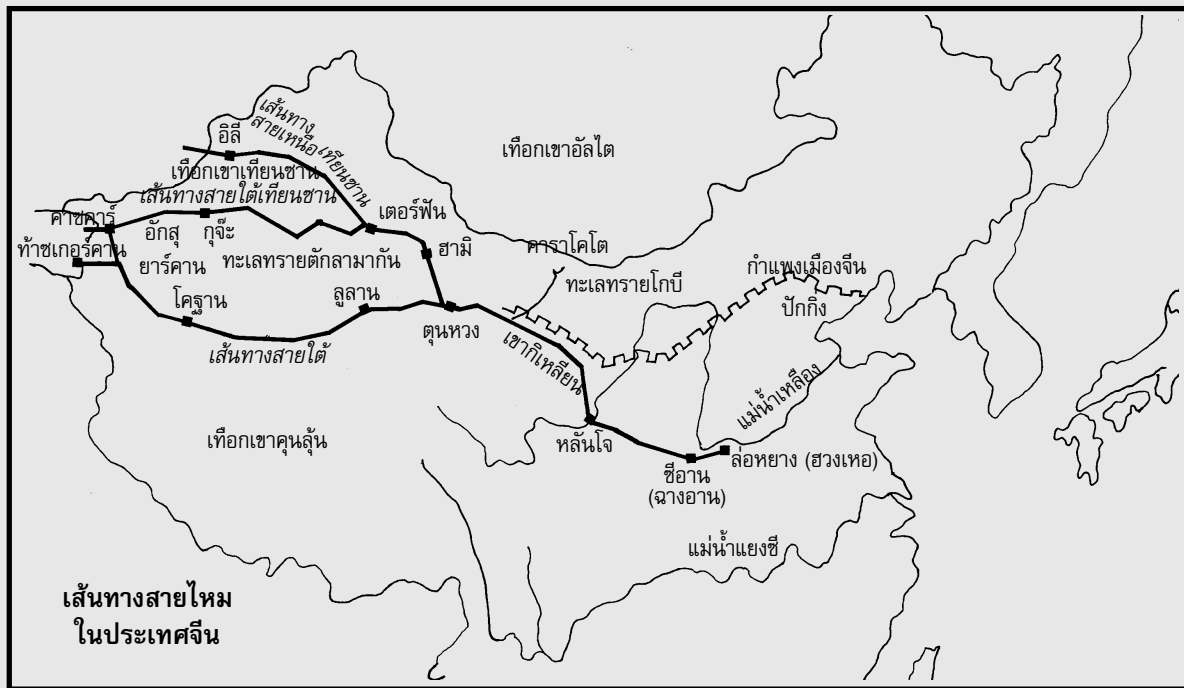 อิลี
เส้นทาง
สายเหนือเทียนซาน
เทือกเขาอัลไต
เทือกเขาเทียนซาน
เส้นทางสายใต้เทียนซาน
คาชการ์
อักสุ
กุจ๊ะ
เตอร์ฟัน
ท้าซเกอร์คาน
ยาร์คาน
ทะเลทรายตักลามากัน
ฮามิ
คาราโคโต
ทะเลทรายโกบี
กำแพงเมืองจีน
ปักกิง
โคฐาน
ลูลาน
ตุนหวง
เส้นทางสายใต้
เขากิเหลียน
แม่น้ำเหลือง
เทือกเขาคุนลุ้น
หลันโจ
ซีอาน
(ฉางอาน)
ล่อหยาง (ฮวงเหอ)
แม่น้ำแยงซี
เส้นทางสายไหม
ในประเทศจีน